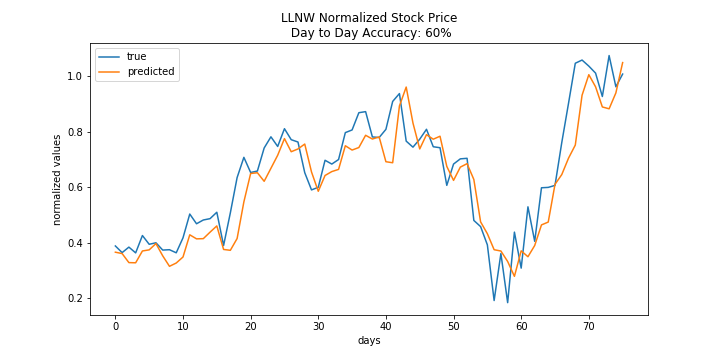 LLNW Normalized Stock Price
Day to Day Accuracy: 60%
true
predicted
normalized values
1.0
0.8
0.6
0.4
0.2
0 10 20 30 40 50 60 70
days